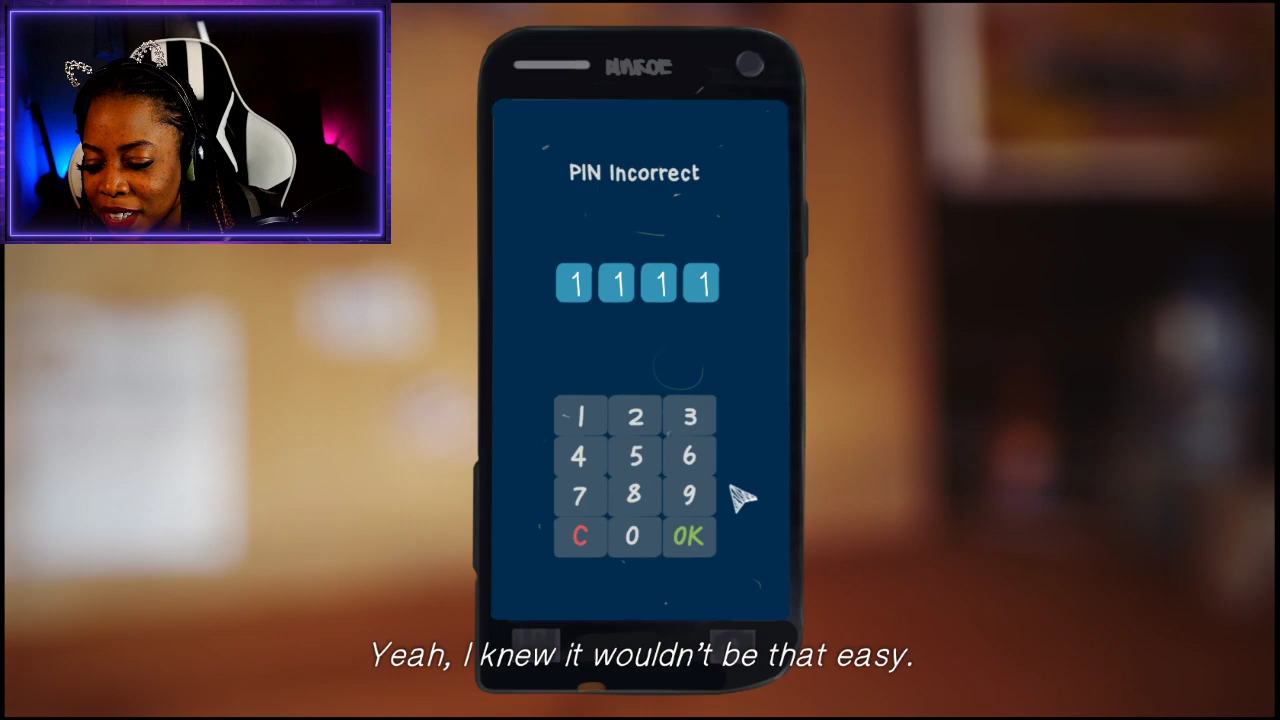 PIN Incorrect
1 1 1 1
1 2 3
4 5 6
7 8 9
C 0 OK
Yeah, I knew it wouldn't be that easy.